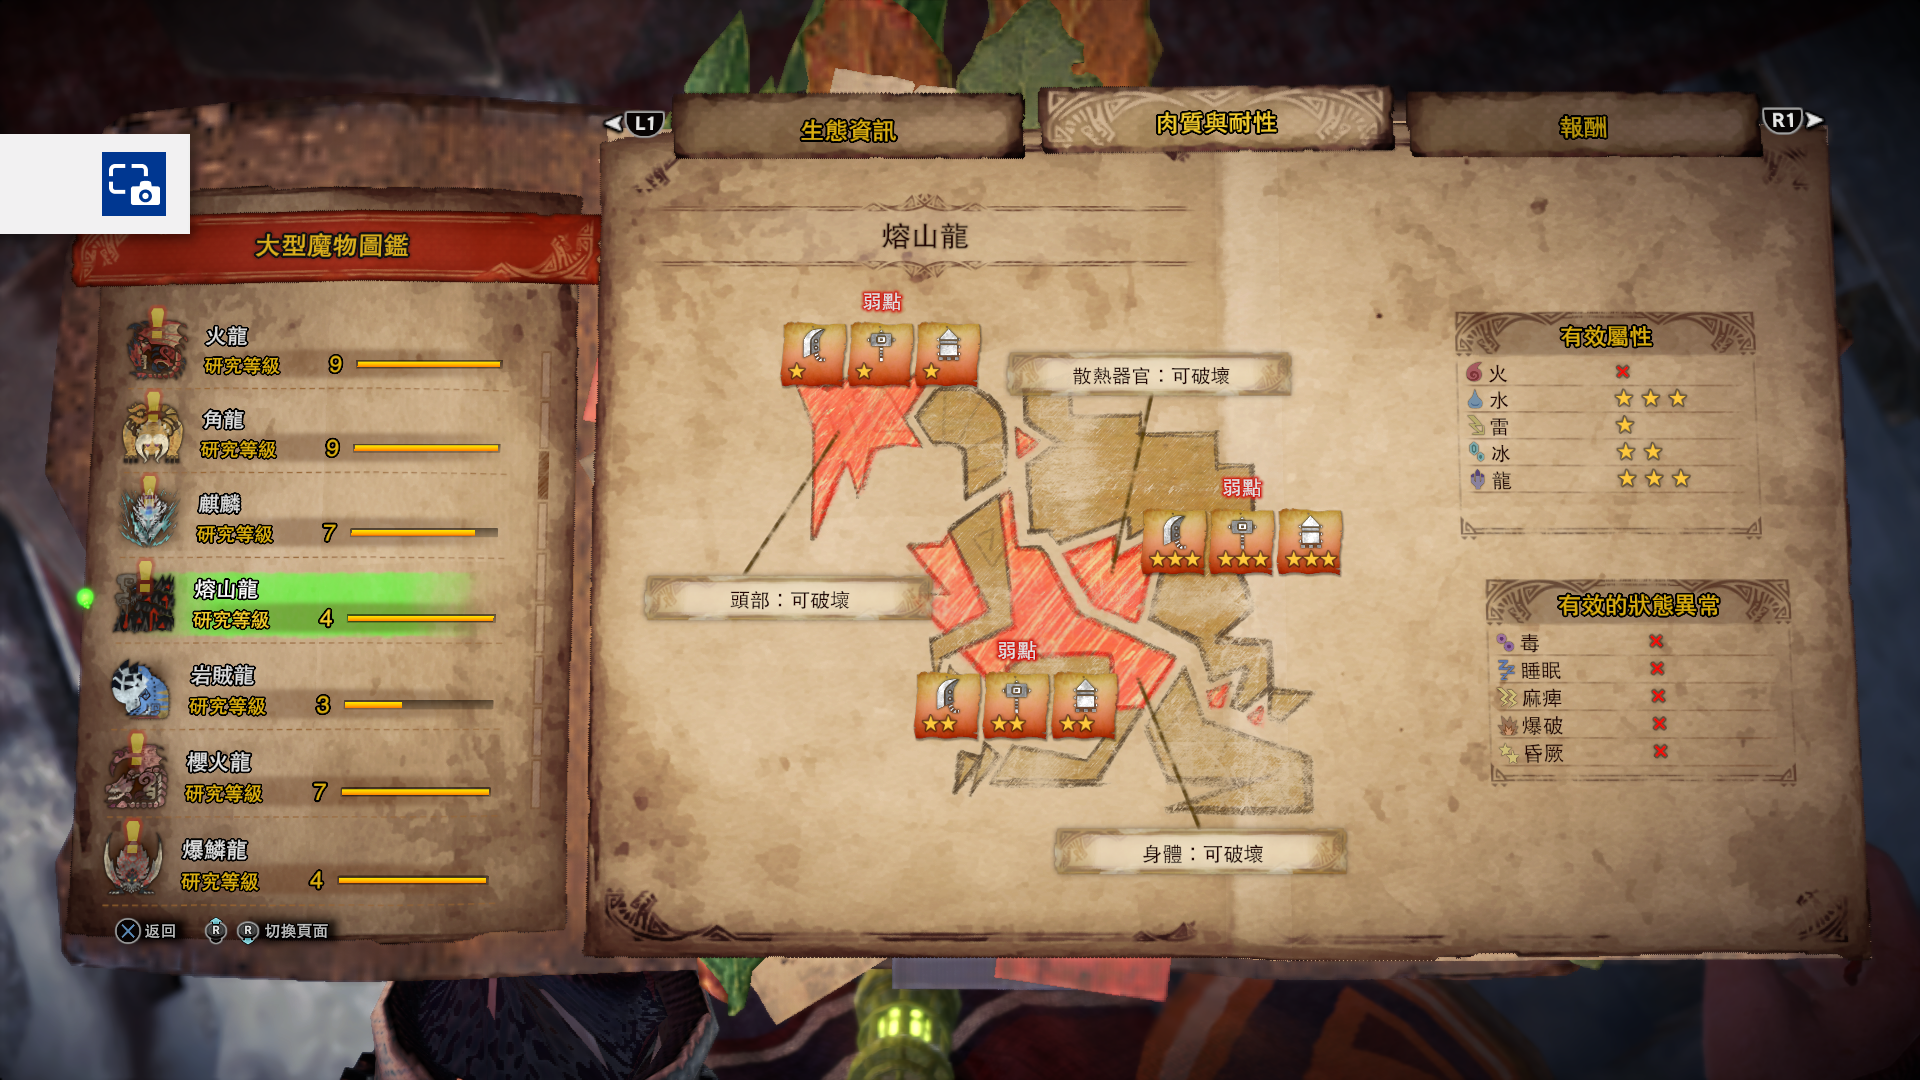 L1
生態資訊
肉質與耐性
報酬
R1
大型魔物圖鑑
火龍
研究等級 9
角龍
研究等級 9
麒麟
研究等級 7
熔山龍
研究等級 4
岩賊龍
研究等級 3
櫻火龍
研究等級 7
爆鱗龍
研究等級 4
返回
R
R
切換頁面
熔山龍
弱點
散熱器官：可破壞
弱點
頭部：可破壞
弱點
身體：可破壞
有效屬性
火
水
雷
冰
龍
有效的狀態異常
毒
睡眠
麻痺
爆破
昏厥